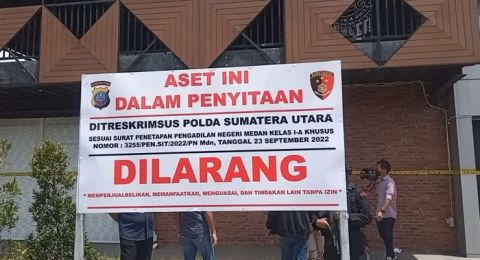 ASET INI
DALAM PENYITAAN
DITRESKRIMSUS POLDA SUMATERA UTARA
SESUAI SURAT PENETAPAN PENGADILAN NEGERI MEDAN KELAS I-A KHUSUS
NOMOR : 3255/PEN.SIT/2022/PN Mdn, TANGGAL 23 SEPTEMBER 2022
DILARANG
"MEMPERJUALBELIKAN, MEMANFAATKAN, MENGUASAI, DAN TINDAKAN LAIN TANPA IZIN"